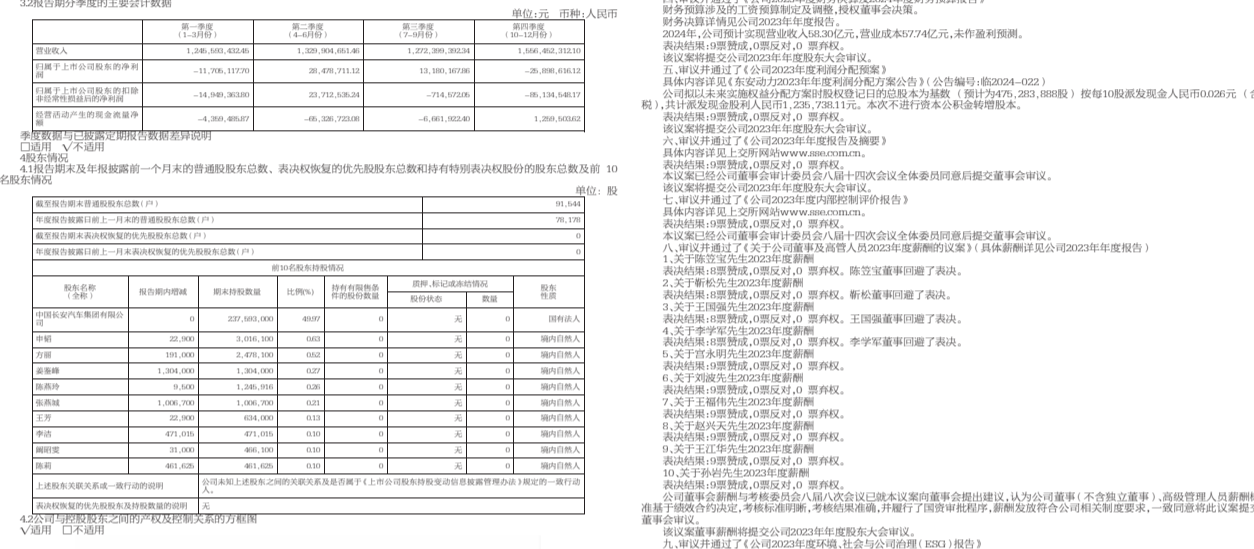 3.2报告期分季度的主要会计数据
单位:元 币种:人民币
第一季度 (1-3月份) 第二季度 (4-6月份) 第三季度 (7-9月份) 第四季度 (10-12月份)
营业收入 1,245,593,432.45 1,329,904,651.46 1,272,399,392.34 1,556,452,312.10
归属于上市公司股东的净利润 -11,705,117.70 28,478,711.12 13,180,167.86 -25,898,616.12
归属于上市公司股东的扣除非经常性损益后的净利润 -14,949,363.80 23,712,535.24 -714,572.05 -85,134,548.17
经营活动产生的现金流量净额 -4,359,485.87 -65,326,723.08 -6,661,922.40 1,259,503.62
季度数据与已披露定期报告数据差异说明
□适用 √不适用
4股东情况
4.1报告期末及年报披露前一个月末的普通股股东总数、表决权恢复的优先股股东总数和持有特别表决权股份的股东总数及前 10
名股东情况
单位: 股
截至报告期末普通股股东总数(户) 91,544
年度报告披露日前上一月末的普通股股东总数(户) 78,178
截至报告期末表决权恢复的优先股股东总数(户) 0
年度报告披露日前上一月末表决权恢复的优先股股东总数(户) 0
前10名股东持股情况
股东名称 (全称) 报告期内增减 期末持股数量 比例(%) 持有有限售条件的股份数量 质押、标记或冻结情况 股东性质
股份状态 数量
中国长安汽车集团有限公司 0 237,593,000 49.97 0 无 0 国有法人
申韬 22,900 3,016,100 0.63 0 无 0 境内自然人
方丽 191,000 2,478,100 0.52 0 无 0 境内自然人
姜鉴峰 1,304,000 1,304,000 0.27 0 无 0 境内自然人
陈燕玲 9,500 1,245,916 0.26 0 无 0 境内自然人
张燕城 1,006,700 1,006,700 0.21 0 无 0 境内自然人
王芳 22,900 634,000 0.13 0 无 0 境内自然人
李洁 471,015 471,015 0.10 0 无 0 境内自然人
阚昭雯 31,000 466,100 0.10 0 无 0 境内自然人
陈莉 461,625 461,625 0.10 0 无 0 境内自然人
上述股东关联关系或一致行动的说明 公司未知上述股东之间的关联关系及是否属于《上市公司股东持股变动信息披露管理办法》规定的一致行动人。
表决权恢复的优先股股东及持股数量的说明 无
4.2公司与控股股东之间的产权及控制关系的方框图
√适用 □不适用
财务预算涉及的工资预算制定及调整,授权董事会决策。
财务决算详情见公司2023年年度报告。
2024年,公司预计实现营业收入58.30亿元,营业成本57.74亿元,未作盈利预测。
表决结果:9票赞成,0票反对,0 票弃权。
该议案将提交公司2023年年度股东大会审议。
五、审议并通过了《公司2023年度利润分配预案》
具体内容详见《东安动力2023年年度利润分配方案公告》(公告编号:临2024-022)
公司拟以未来实施权益分配方案时股权登记日的总股本为基数 (预计为475,283,888股) 按每10股派发现金人民币0.026元 (含
税),共计派发现金股利人民币1,235,738.11元。本次不进行资本公积金转增股本。
表决结果:9票赞成,0票反对,0 票弃权。
该议案将提交公司2023年年度股东大会审议。
六、审议并通过了《公司2023年度报告及摘要》
具体内容详见上交所网站www.sse.com.cn。
表决结果:9票赞成,0票反对,0 票弃权。
本议案已经公司董事会审计委员会八届十四次会议全体委员同意后提交董事会审议。
该议案将提交公司2023年年度股东大会审议。
七、审议并通过了《公司2023年度内部控制评价报告》
具体内容详见上交所网站www.sse.com.cn。
表决结果:9票赞成,0票反对,0 票弃权。
本议案已经公司董事会审计委员会八届十四次会议全体委员同意后提交董事会审议。
八、审议并通过了《关于公司董事及高管人员2023年度薪酬的议案》(具体薪酬详见公司2023年年度报告)
1、关于陈笠宝先生2023年度薪酬
表决结果:8票赞成,0票反对,0 票弃权。陈笠宝董事回避了表决。
2、关于靳松先生2023年度薪酬
表决结果:8票赞成,0票反对,0 票弃权。靳松董事回避了表决。
3、关于王国强先生2023年度薪酬
表决结果:8票赞成,0票反对,0 票弃权。王国强董事回避了表决。
4、关于李学军先生2023年度薪酬
表决结果:8票赞成,0票反对,0 票弃权。李学军董事回避了表决。
5、关于宫永明先生2023年度薪酬
表决结果:9票赞成,0票反对,0 票弃权。
6、关于刘波先生2023年度薪酬
表决结果:9票赞成,0票反对,0 票弃权。
7、关于王福伟先生2023年度薪酬
表决结果:9票赞成,0票反对,0 票弃权。
8、关于赵兴天先生2023年度薪酬
表决结果:9票赞成,0票反对,0 票弃权。
9、关于王江华先生2023年度薪酬
表决结果:9票赞成,0票反对,0 票弃权。
10、关于孙岩先生2023年度薪酬
表决结果:9票赞成,0票反对,0 票弃权。
公司董事会薪酬与考核委员会八届八次会议已就本议案向董事会提出建议,认为公司董事(不含独立董事)、高级管理人员薪酬标
准基于绩效合约决定,考核标准明晰,考核结果准确,并履行了国资审批程序,薪酬发放符合公司相关制度要求,一致同意将此议案提交
董事会审议。
该议案董事薪酬将提交公司2023年年度股东大会审议。
九、审议并通过了《公司2023年度环境、社会与公司治理(ESG)报告》